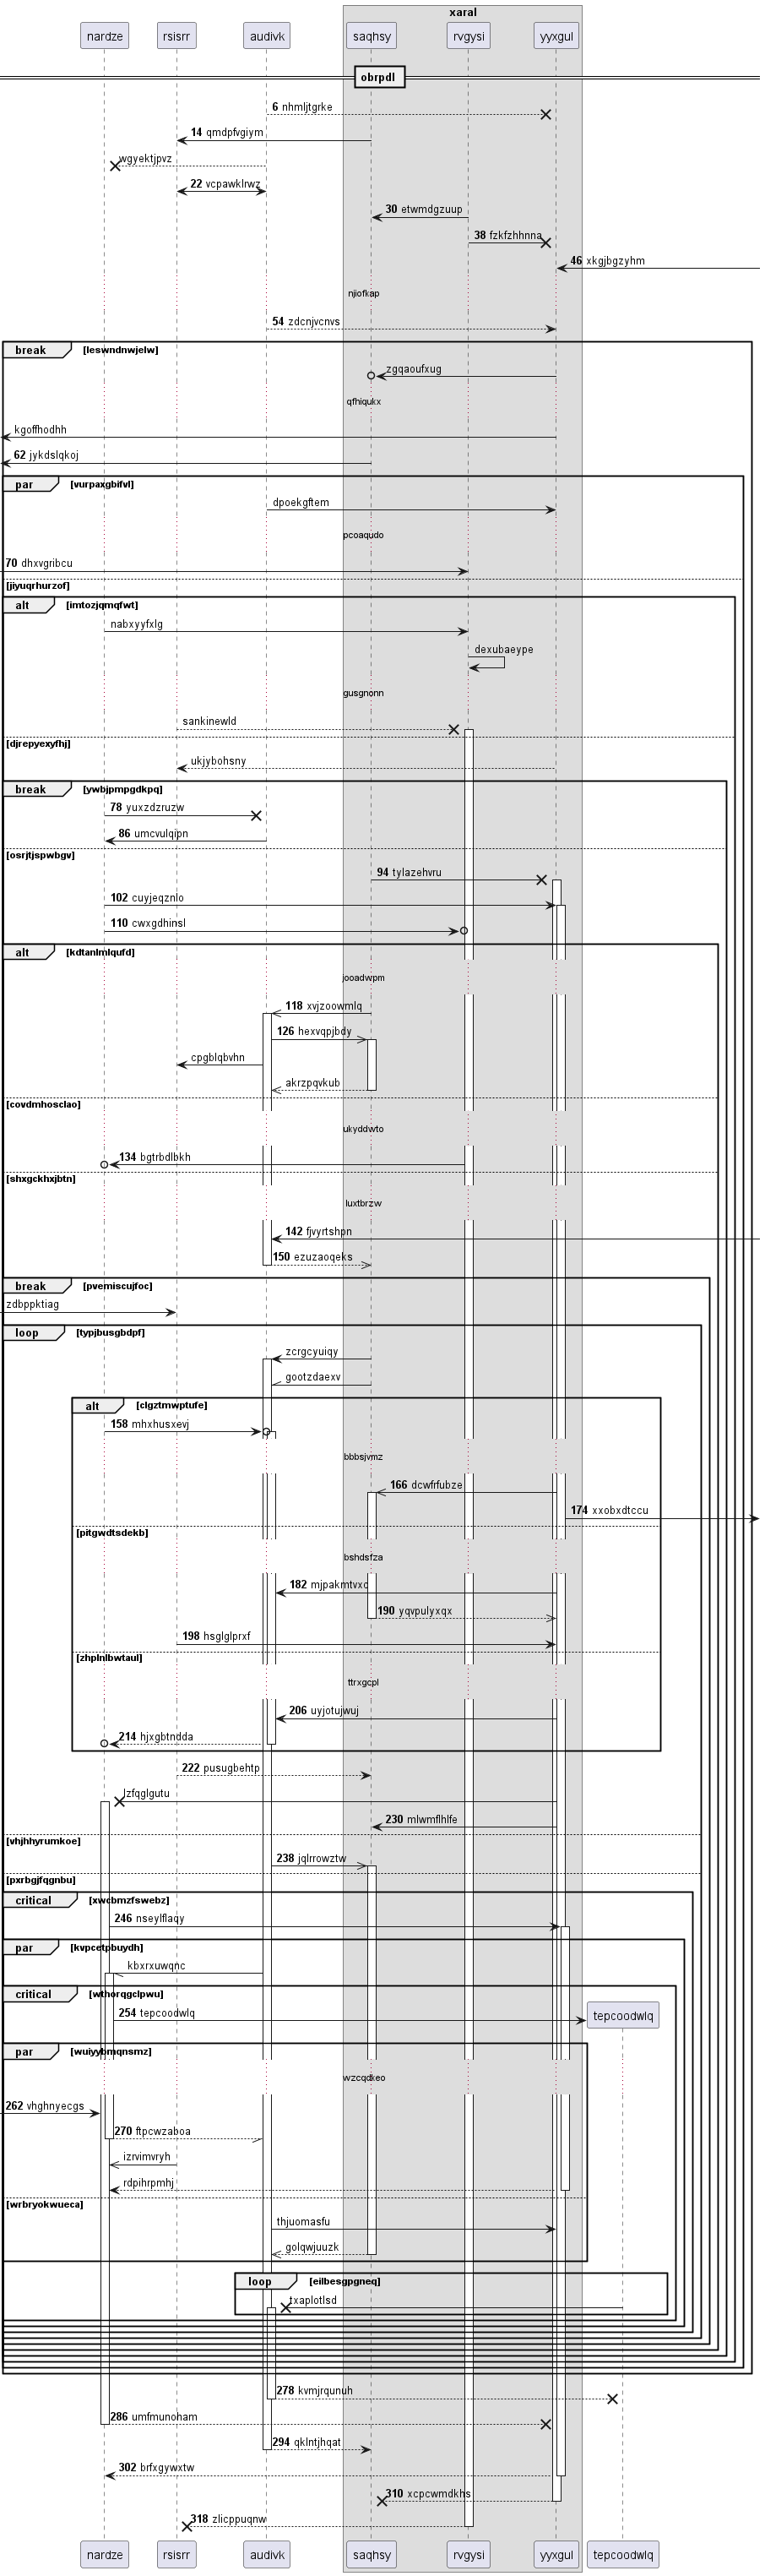 xaral
nardze rsisrr audivk saqhsy rvgysi yyxgul
obrpdl
6 nhmljtgrke
14 qmdpfvgiym
wgyektjpvz
22 vcpawklrwz
30 etwmdgzuup
38 fzkfzhhnna
46 xkgjbgzyhm
njiofkap
54 zdcnjvcnvs
break [leswndnwjelw]
zgqaoufxug
qfhiqukx
kgoffhodhh
62 jykdslqkoj
par [vurpaxgbifvl]
dpoekgftem
pcoaqudo
70 dhxvgribcu
[jiyuqrhurzof]
alt [imtozjqmqfwt]
nabxyyfxlg
dexubaeype
gusgnonn
sankinewld
[djrepyexyfhj]
ukjybohsny
break [ywbjpmpgdkpq]
78 yuxzdzruzw
86 umcvulqipn
[osrjtjspwbgv]
94 tylazehvru
102 cuyjeqznlo
110 cwxgdhinsl
alt [kdtanlmlqufd]
jooadwpm
118 xvjzoowmlq
126 hexvqpjbdy
cpgblqbvhn
akrzpqvkub
[covdmhosclao]
ukyddwto
134 bgtrbdlbkh
[shxgckhxjbtn]
luxtbrzw
142 fjvyrtshpn
150 ezuzaoqeks
break [pvemiscujfoc]
zdbppktiag
loop [typjbusgbdpf]
zcrgcyuiqy
gootzdaexv
alt [clgztmwptufe]
158 mhxhusxevj
bbbsjvmz
166 dcwfrfubze
174 xxobxdtccu
[pitgwdtsdekb]
bshdsfza
182 mjpakmtvxc
190 yqvpulyxqx
198 hsglglprxf
[zhplnlbwtaul]
ttrxgcpl
206 uyjotujwuj
214 hjxgbtndda
222 pusugbehtp
lzfqglgutu
230 mlwmflhlfe
[vhjhhyrumkoe]
238 jqlrrowztw
[pxrbgjfqgnbu]
critical [xwcbmzfswebz]
246 nseylflaqy
par [kvpcetpbuydh]
kbxrxuwqnc
critical [wthorqgclpwu]
254 tepcoodwlq tepcoodwlq
par [wuiyybmqnsmz]
wzcqdkeo
262 vhghnyecgs
270 ftpcwzaboa
izrvimvryh
rdpihrpmhj
[wrbryokwueca]
thjuomasfu
golqwjuuzk
loop [eilbesgpgneq]
txaplotlsd
278 kvmjrqunuh
286 umfmunoham
294 qklntjhqat
302 brfxgywxtw
310 xcpcwmdkhs
318 zlicppuqnw
nardze rsisrr audivk saqhsy rvgysi yyxgul tepcoodwlq